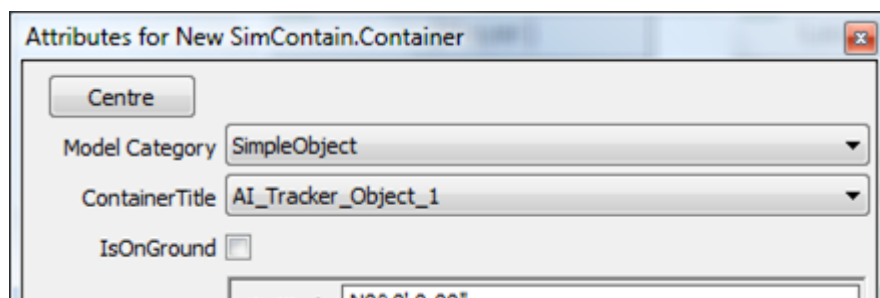 Attributes for New SimContain.Container
Centre
Model Category SimpleObject
ContainerTitle AI_Tracker_Object_1
IsOnGround